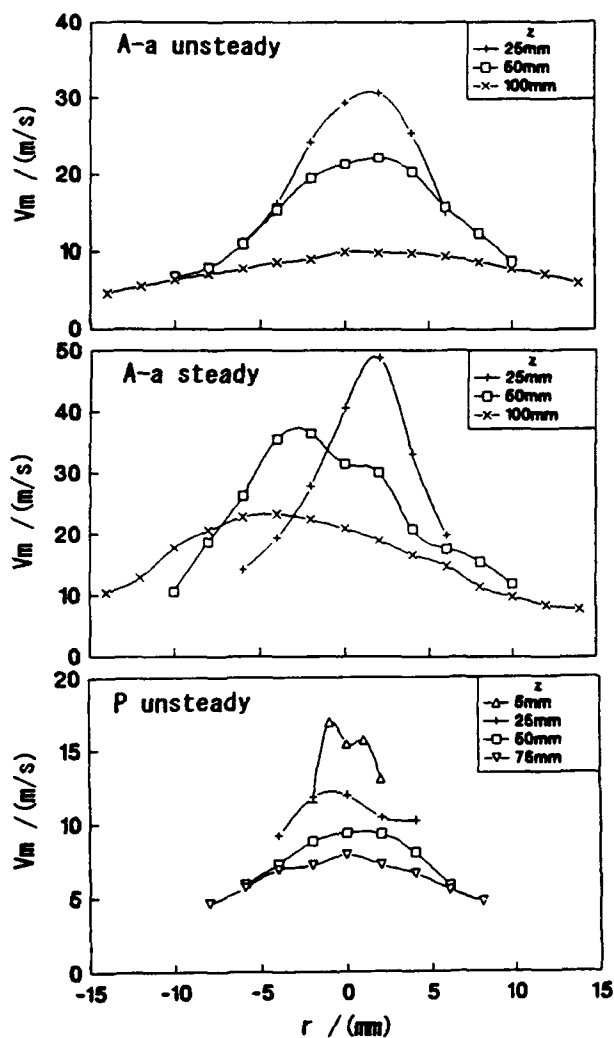 A-a unsteady
z
25mm
50mm
100mm
40
30
20
10
0
Vm /(m/s)
A-a steady
z
25mm
50mm
100mm
50
40
30
20
10
0
Vm /(m/s)
P unsteady
z
5mm
25mm
50mm
75mm
20
15
10
5
0
Vm /(m/s)
-15 -10 -5 0 5 10 15
r /(mm)